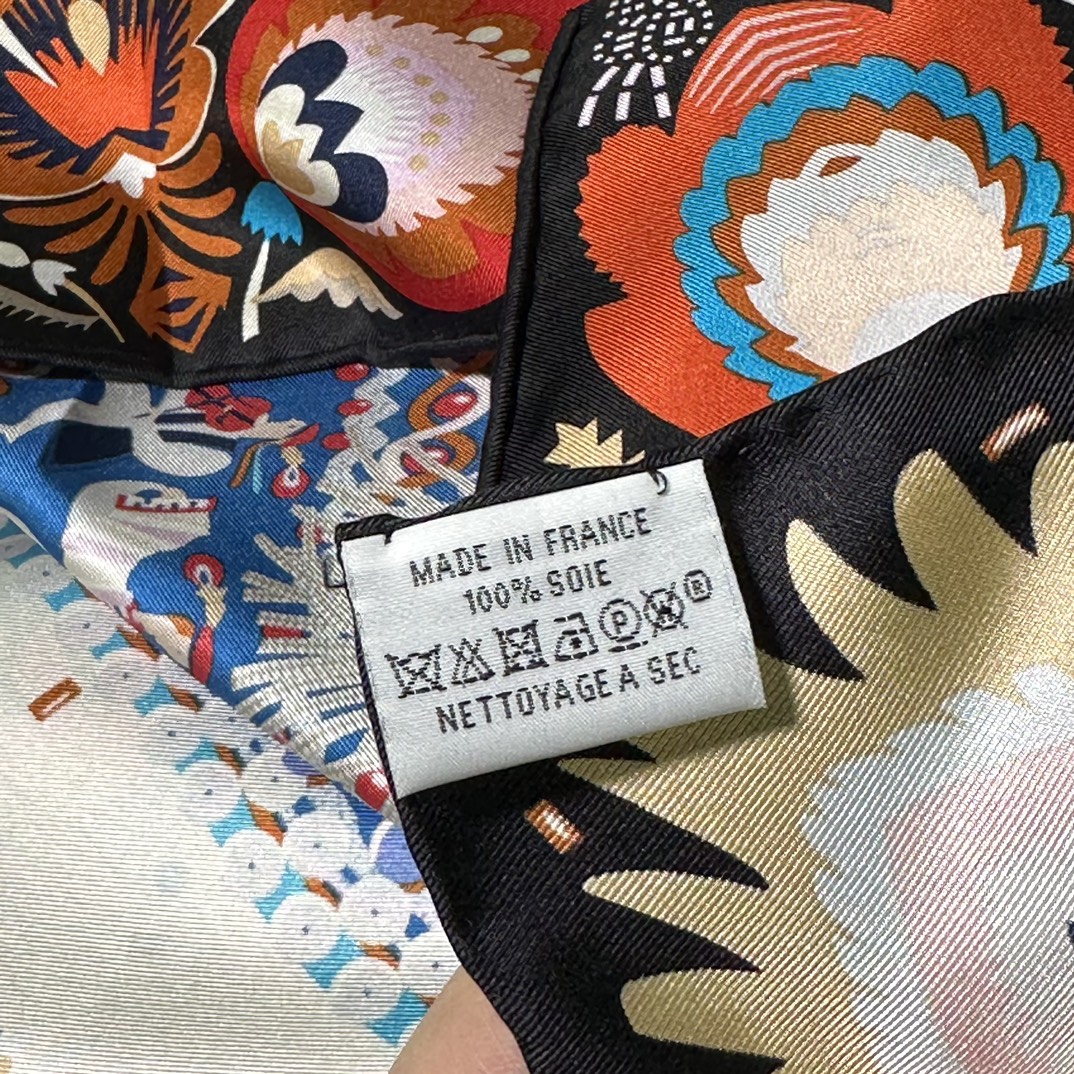 MADE IN FRANCE
100% SOIE
P ®
NETTOYAGE A SEC